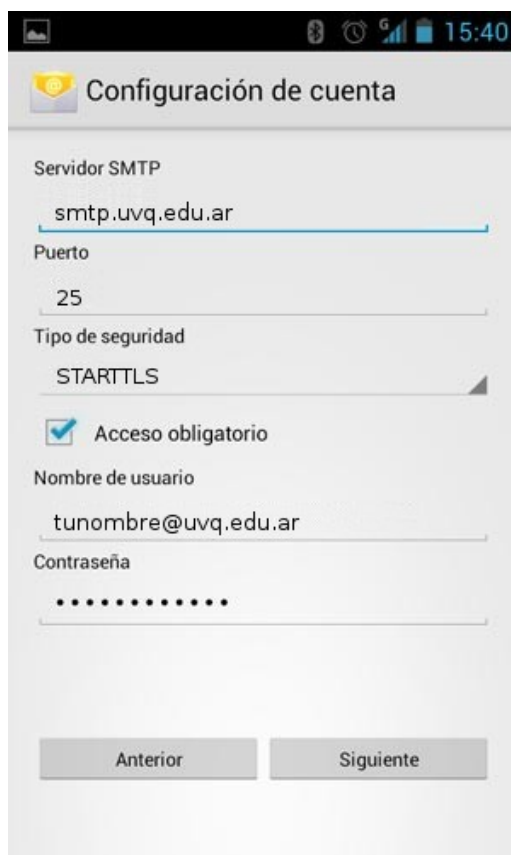 G 15:40
Configuración de cuenta
Servidor SMTP
smtp.uvq.edu.ar
Puerto
25
Tipo de seguridad
STARTTLS
Acceso obligatorio
Nombre de usuario
tunombre@uvq.edu.ar
Contraseña
••••••••••••
Anterior Siguiente